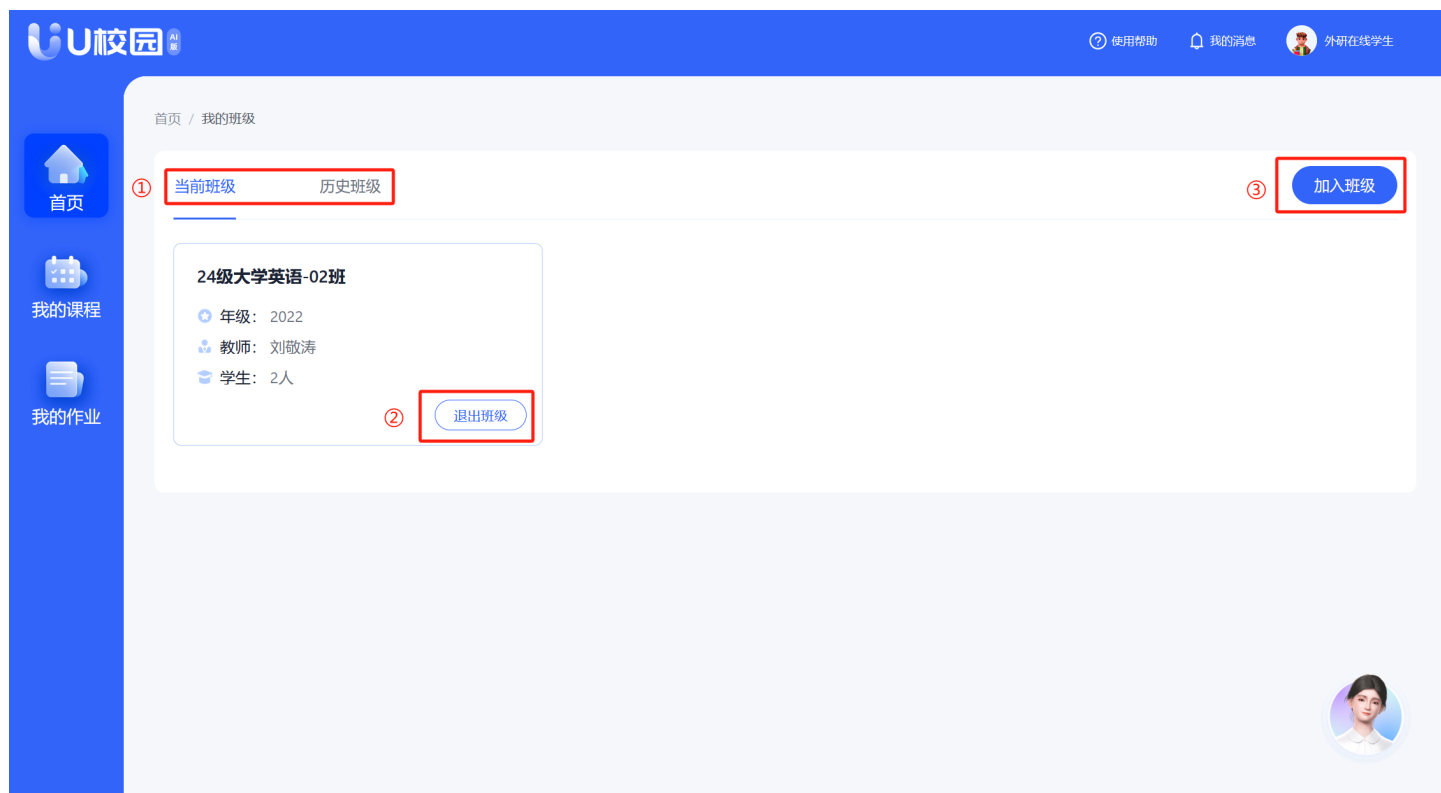 U校园 AI版
使用帮助 我的消息 外研在线学生
首页 / 我的班级
首页
我的课程
我的作业
① 当前班级 历史班级
③ 加入班级
24级大学英语-02班
年级： 2022
教师： 刘敬涛
学生： 2人
② 退出班级